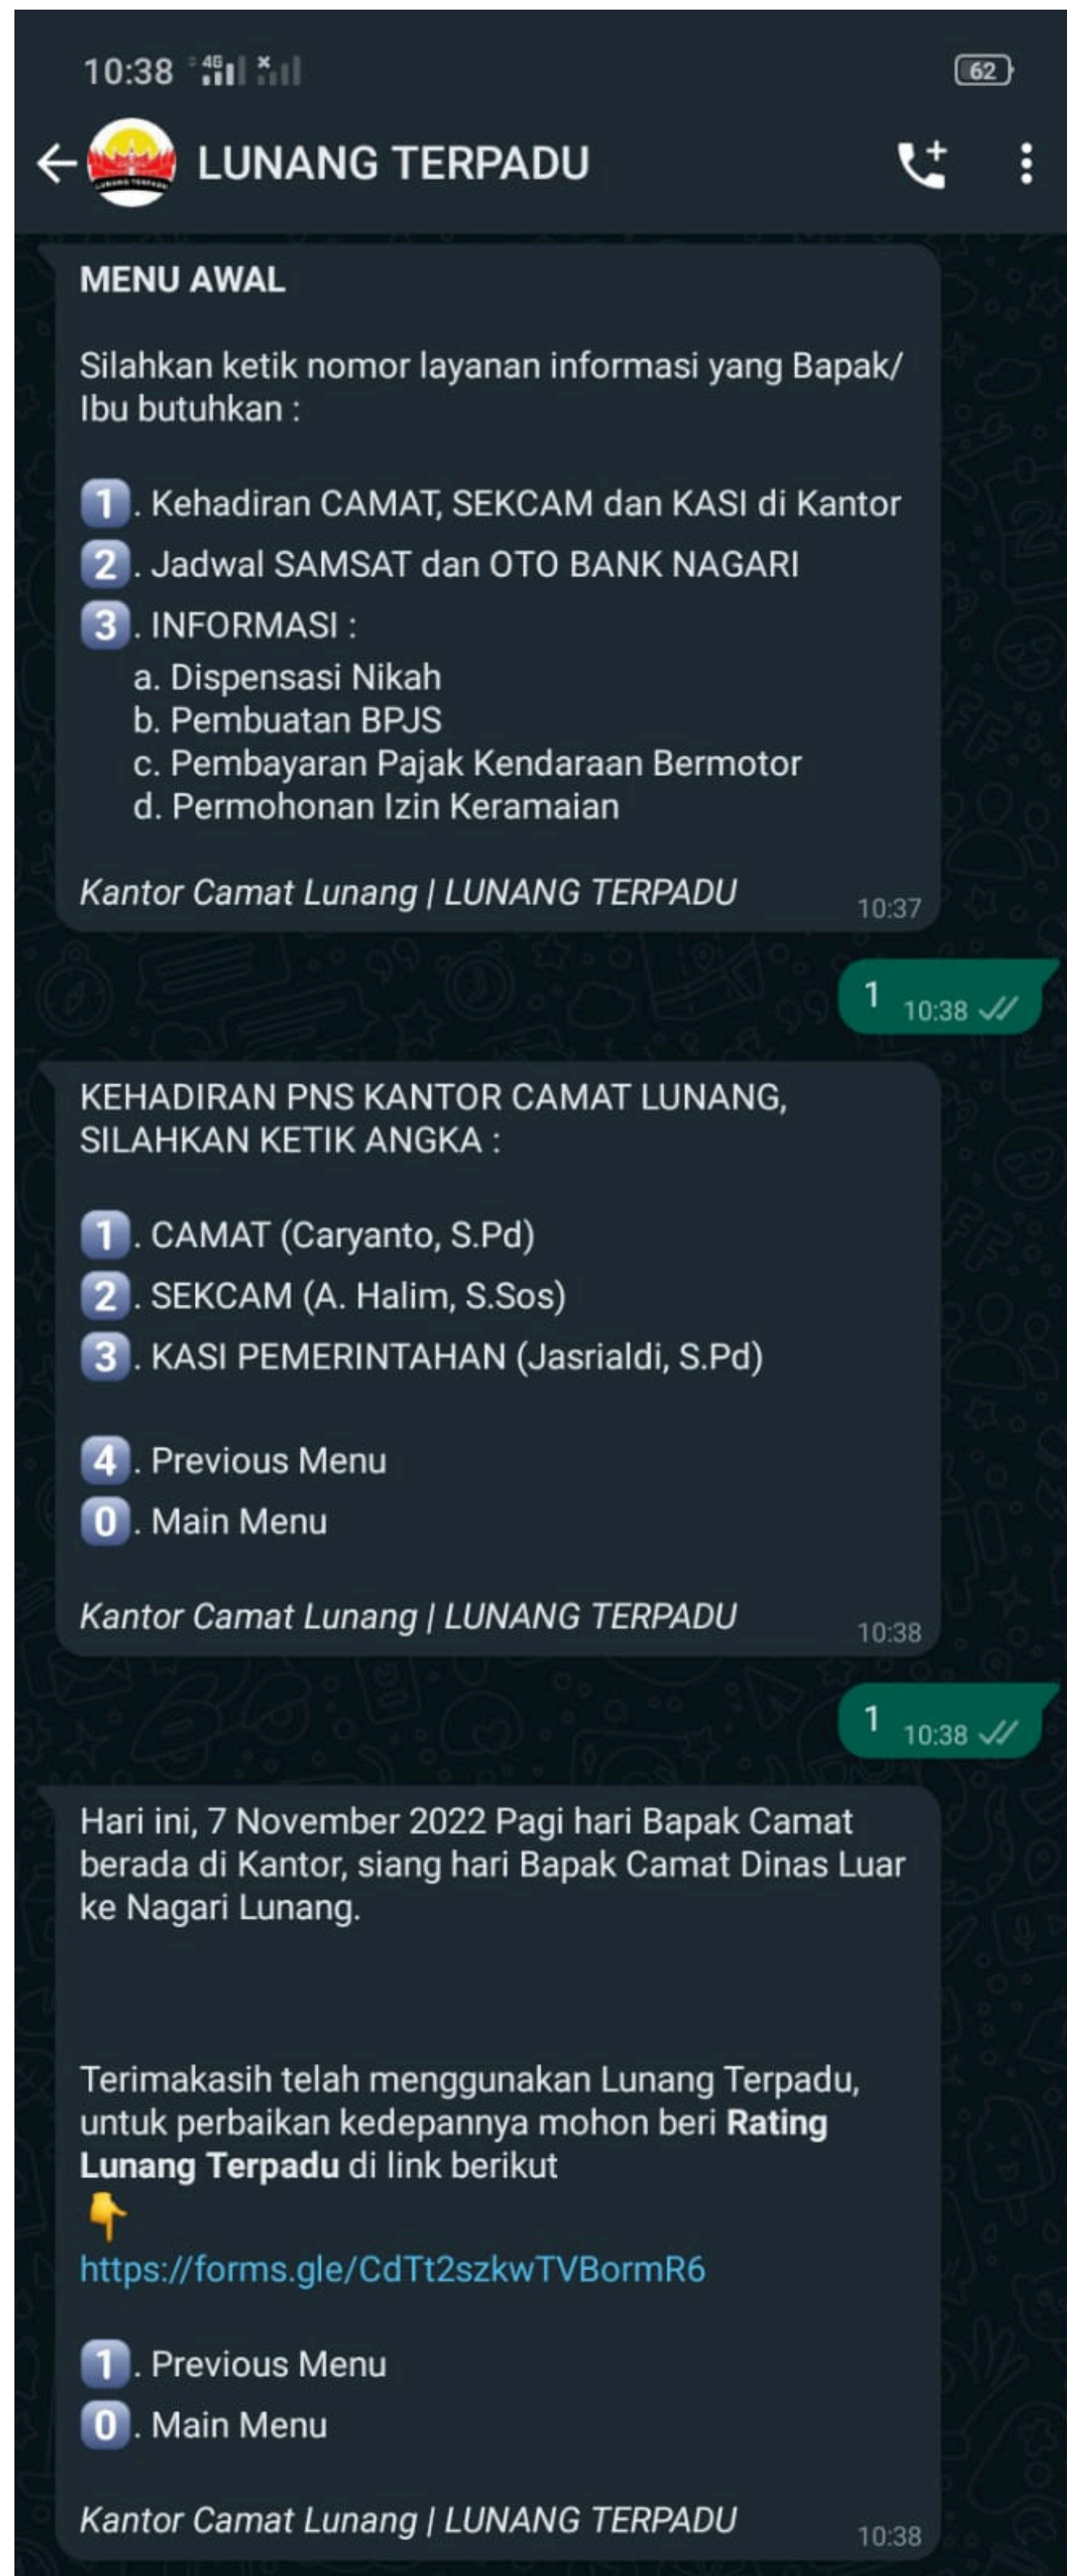 10:38 4G 62
LUNANG TERPADU
LUNANG TERPADU
MENU AWAL
Silahkan ketik nomor layanan informasi yang Bapak/
Ibu butuhkan :
1. Kehadiran CAMAT, SEKCAM dan KASI di Kantor
2. Jadwal SAMSAT dan OTO BANK NAGARI
3. INFORMASI :
a. Dispensasi Nikah
b. Pembuatan BPJS
c. Pembayaran Pajak Kendaraan Bermotor
d. Permohonan Izin Keramaian
Kantor Camat Lunang | LUNANG TERPADU
10:37
1 10:38
KEHADIRAN PNS KANTOR CAMAT LUNANG,
SILAHKAN KETIK ANGKA :
1. CAMAT (Caryanto, S.Pd)
2. SEKCAM (A. Halim, S.Sos)
3. KASI PEMERINTAHAN (Jasrialdi, S.Pd)
4. Previous Menu
0. Main Menu
Kantor Camat Lunang | LUNANG TERPADU
10:38
1 10:38
Hari ini, 7 November 2022 Pagi hari Bapak Camat
berada di Kantor, siang hari Bapak Camat Dinas Luar
ke Nagari Lunang.
Terimakasih telah menggunakan Lunang Terpadu,
untuk perbaikan kedepannya mohon beri Rating
Lunang Terpadu di link berikut
👇
https://forms.gle/CdTt2szkwTVBormR6
1. Previous Menu
0. Main Menu
Kantor Camat Lunang | LUNANG TERPADU
10:38